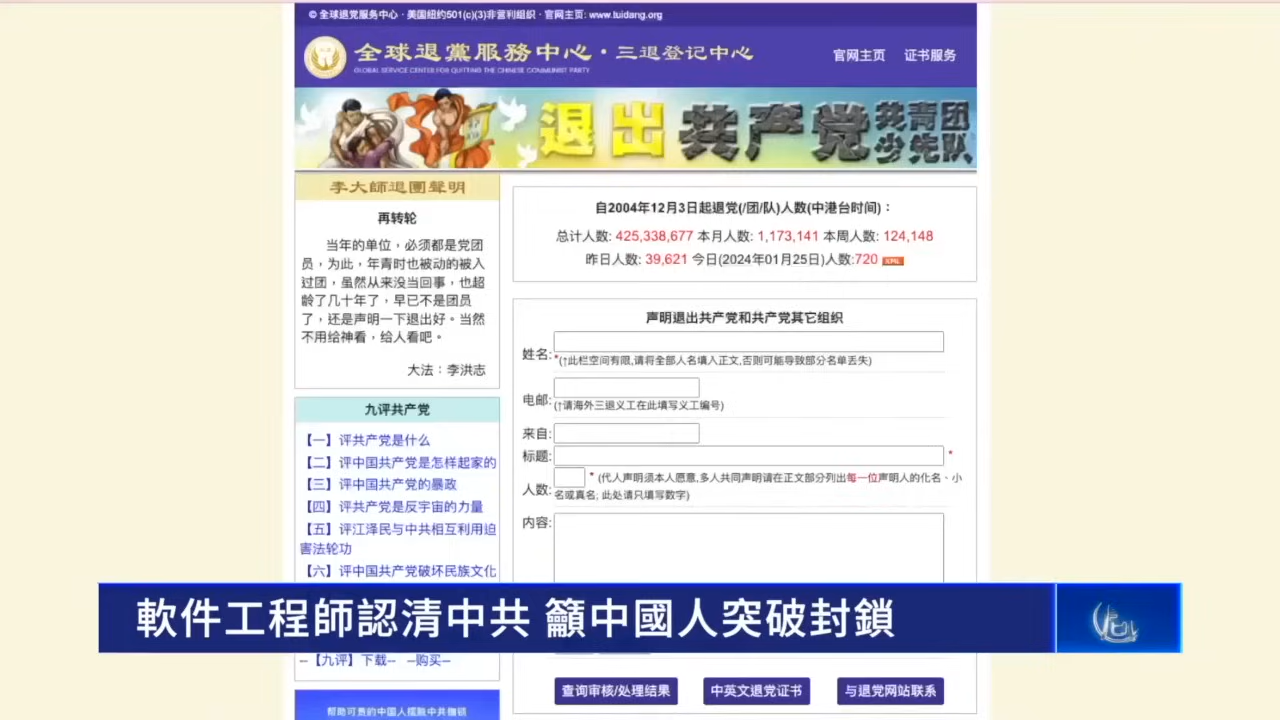 © 全球退党服务中心 · 美国纽约501(c)(3)非营利组织 · 官网主页: www.tuidang.org
全球退黨服務中心 · 三退登记中心
GLOBAL SERVICE CENTER FOR QUITTING THE CHINESE COMMUNIST PARTY
官网主页 证书服务
退出共产党 共青团
少先队
李大師退團聲明
再转轮
当年的单位，必须都是党团
员，为此，年青时也被动的被入
过团，虽然从来没当回事，也超
龄了几十年了，早已不是团员
了，还是声明一下退出好。当然
不用给神看，给人看吧。
大法：李洪志
九评共产党
【一】评共产党是什么
【二】评中国共产党是怎样起家的
【三】评中国共产党的暴政
【四】评共产党是反宇宙的力量
【五】评江泽民与中共相互利用迫
害法轮功
【六】评中国共产党破坏民族文化
--【九评】下载-- --购买--
帮助可贵的中国人摆脱中共枷锁
自2004年12月3日起退党(/团/队)人数(中港台时间)：
总计人数: 425,338,677 本月人数: 1,173,141 本周人数: 124,148
昨日人数: 39,621 今日(2024年01月25日)人数:720 XML
声明退出共产党和共产党其它组织
姓名:
*(↑此栏空间有限,请将全部人名填入正文,否则可能导致部分名单丢失)
电邮:
(↑请海外三退义工在此填写义工编号)
来自:
标题: *
人数: * (代人声明须本人愿意,多人共同声明请在正文部分列出每一位声明人的化名、小
名或真名; 此处请只填写数字)
内容:
軟件工程師認清中共 籲中國人突破封鎖
查询审核/处理结果 中英文退党证书 与退党网站联系